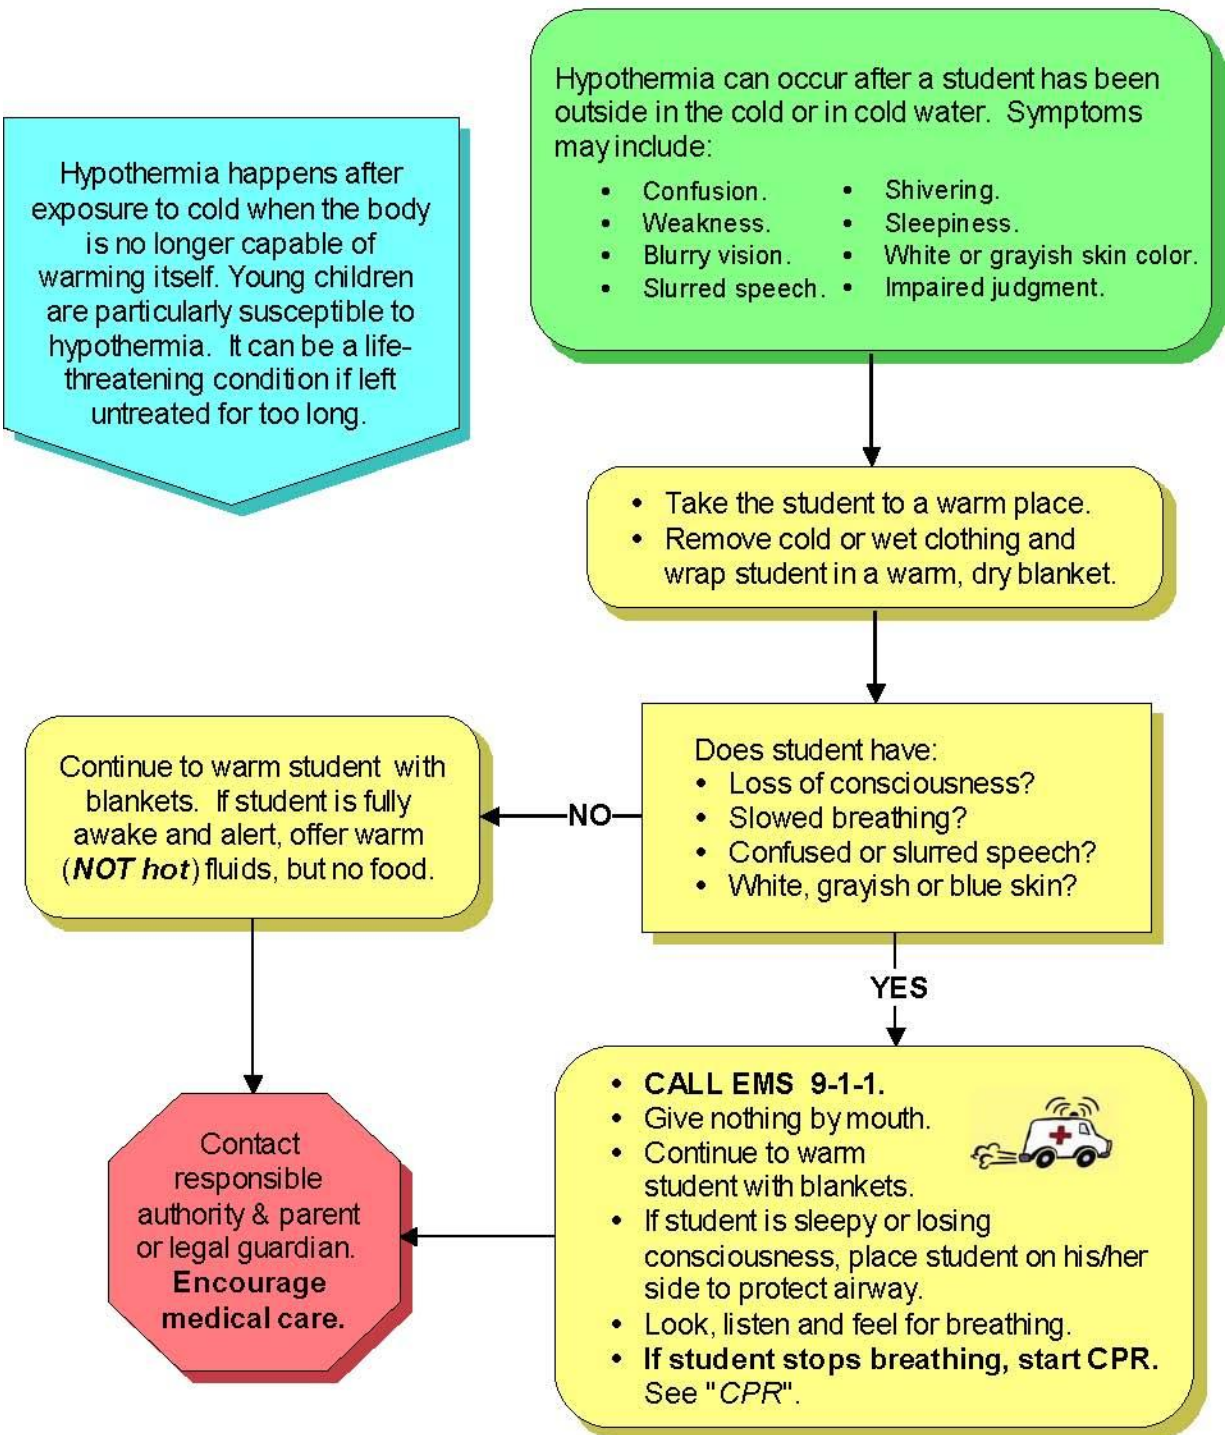 Hypothermia happens after
exposure to cold when the body
is no longer capable of
warming itself. Young children
are particularly susceptible to
hypothermia. It can be a life-
threatening condition if left
untreated for too long.
Hypothermia can occur after a student has been
outside in the cold or in cold water. Symptoms
may include:
• Confusion.
• Weakness.
• Blurry vision.
• Slurred speech.
• Shivering.
• Sleepiness.
• White or grayish skin color.
• Impaired judgment.
• Take the student to a warm place.
• Remove cold or wet clothing and
wrap student in a warm, dry blanket.
Does student have:
• Loss of consciousness?
• Slowed breathing?
• Confused or slurred speech?
• White, grayish or blue skin?
NO
Continue to warm student with
blankets. If student is fully
awake and alert, offer warm
(NOT hot) fluids, but no food.
YES
• CALL EMS 9-1-1.
• Give nothing by mouth.
• Continue to warm
student with blankets.
• If student is sleepy or losing
consciousness, place student on his/her
side to protect airway.
• Look, listen and feel for breathing.
• If student stops breathing, start CPR.
See "CPR".
Contact
responsible
authority & parent
or legal guardian.
Encourage
medical care.